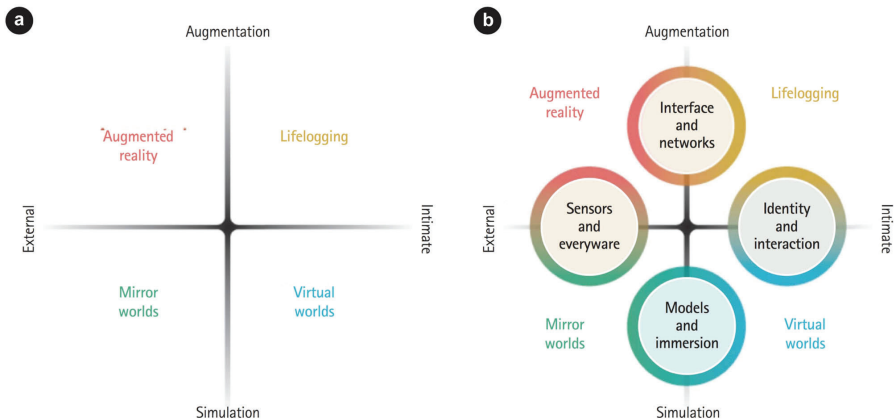 a
Augmentation
Augmented
reality
Lifelogging
External
Intimate
Mirror
worlds
Virtual
worlds
Simulation
b
Augmentation
Augmented
reality
Interface
and
networks
Lifelogging
External
Sensors
and
everyware
Identity
and
interaction
Intimate
Mirror
worlds
Models
and
immersion
Virtual
worlds
Simulation